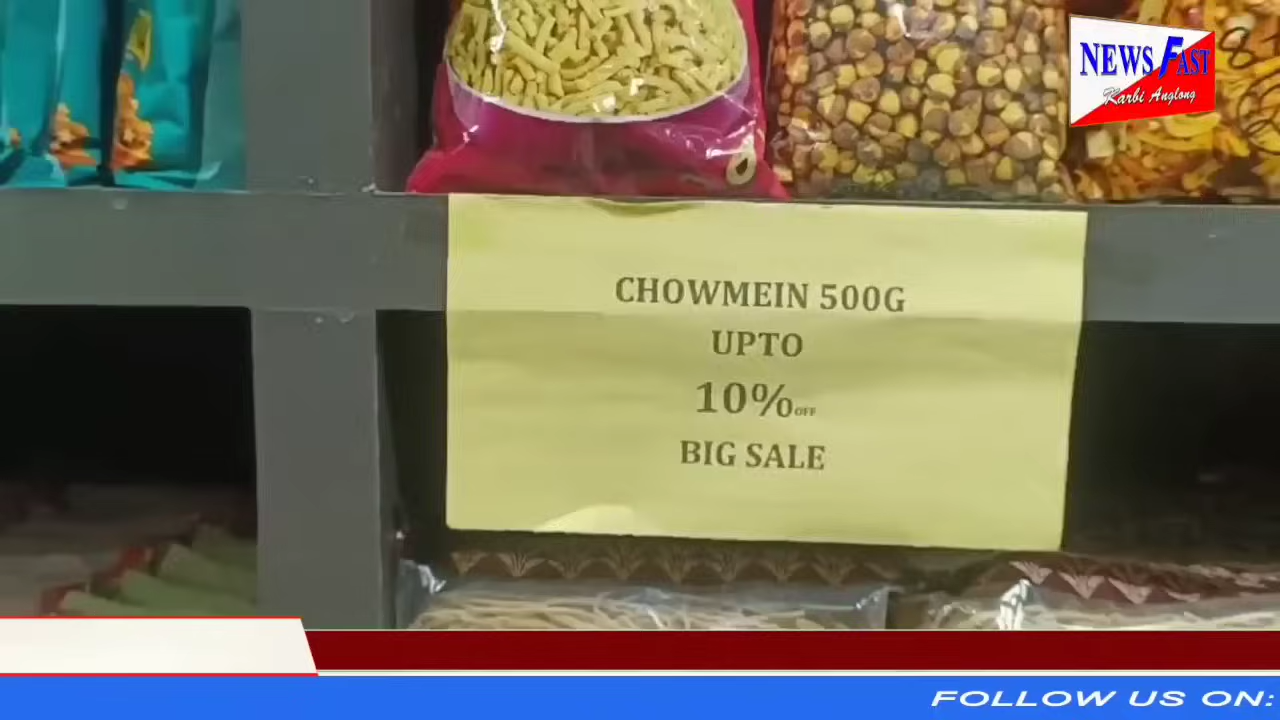 NEWS FAST
Karbi Anglong
CHOWMEIN 500G
UPTO
10% OFF
BIG SALE
FOLLOW US ON: